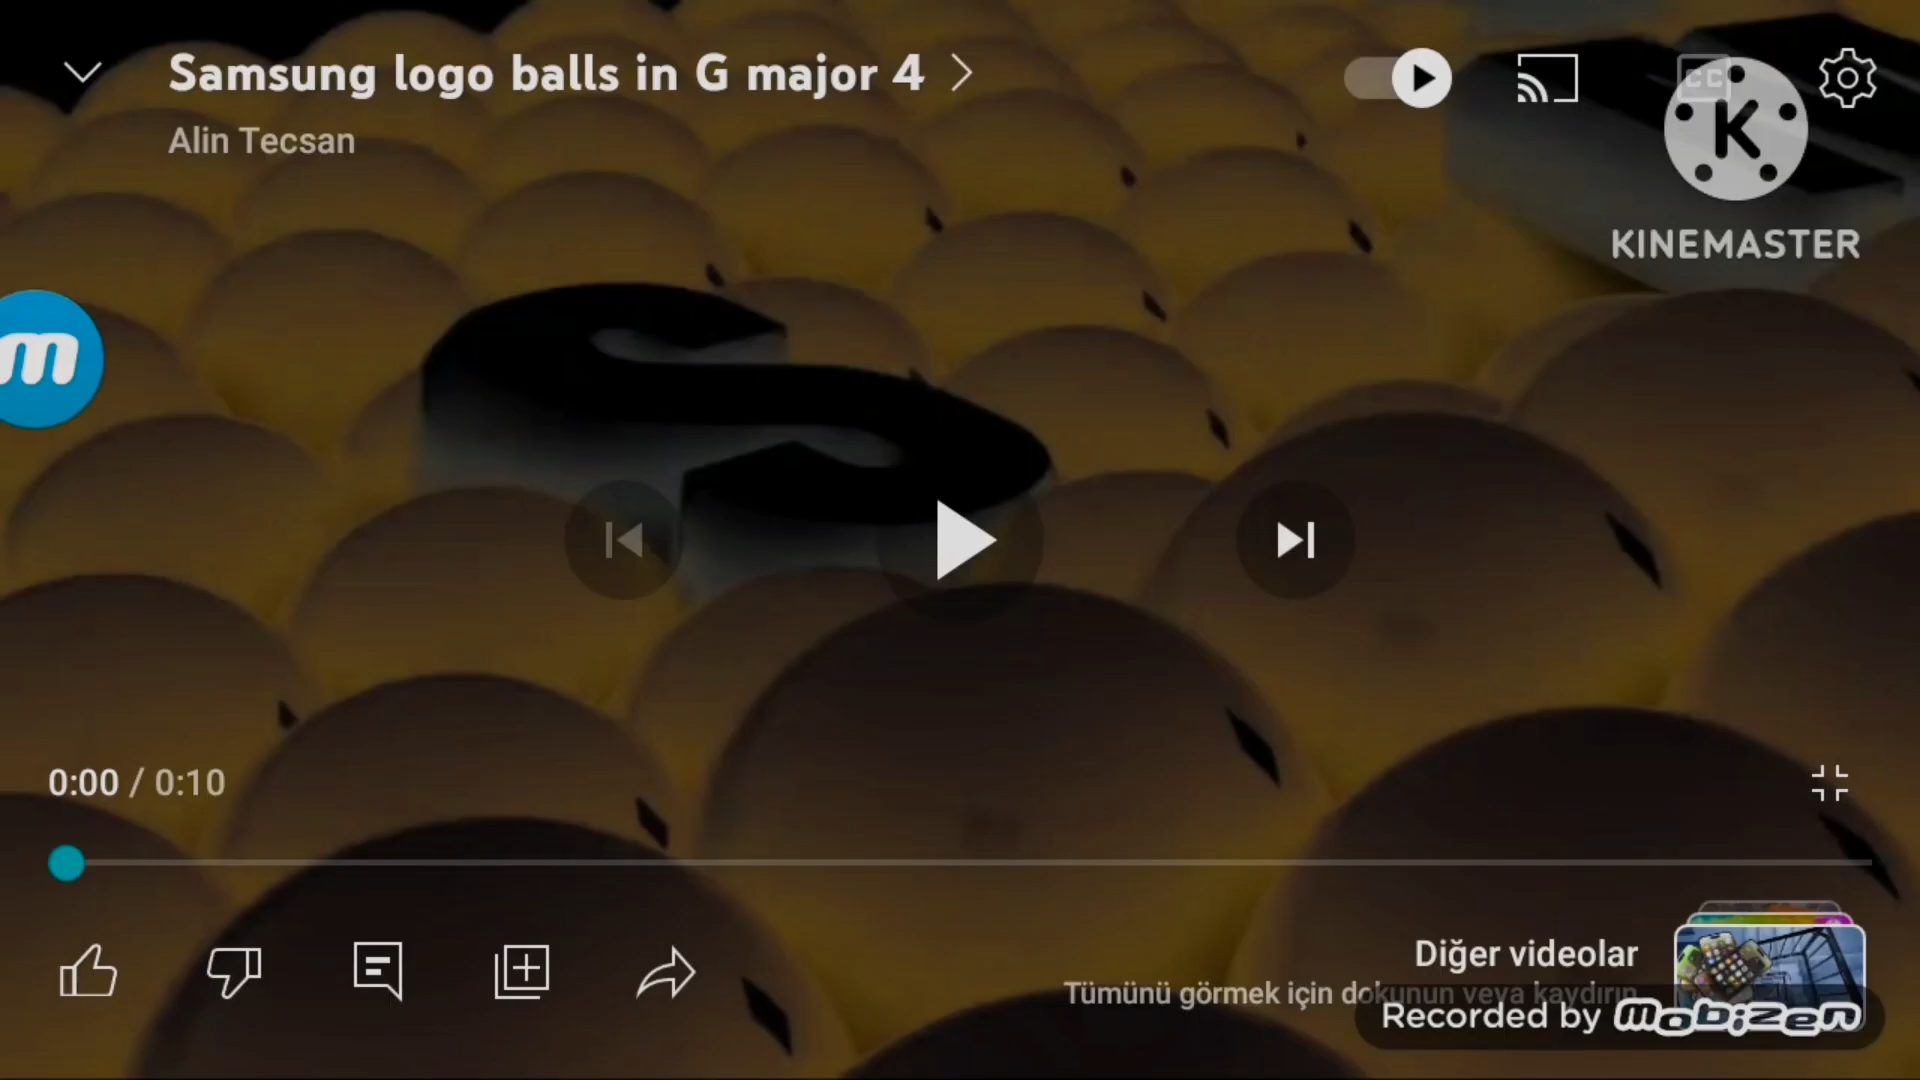 Samsung logo balls in G major 4
Alin Tecsan
CC
K
KINEMASTER
m
S
0:00 / 0:10
Diğer videolar
Tümünü görmek için dokunun veya kaydırın
Recorded by mobizen